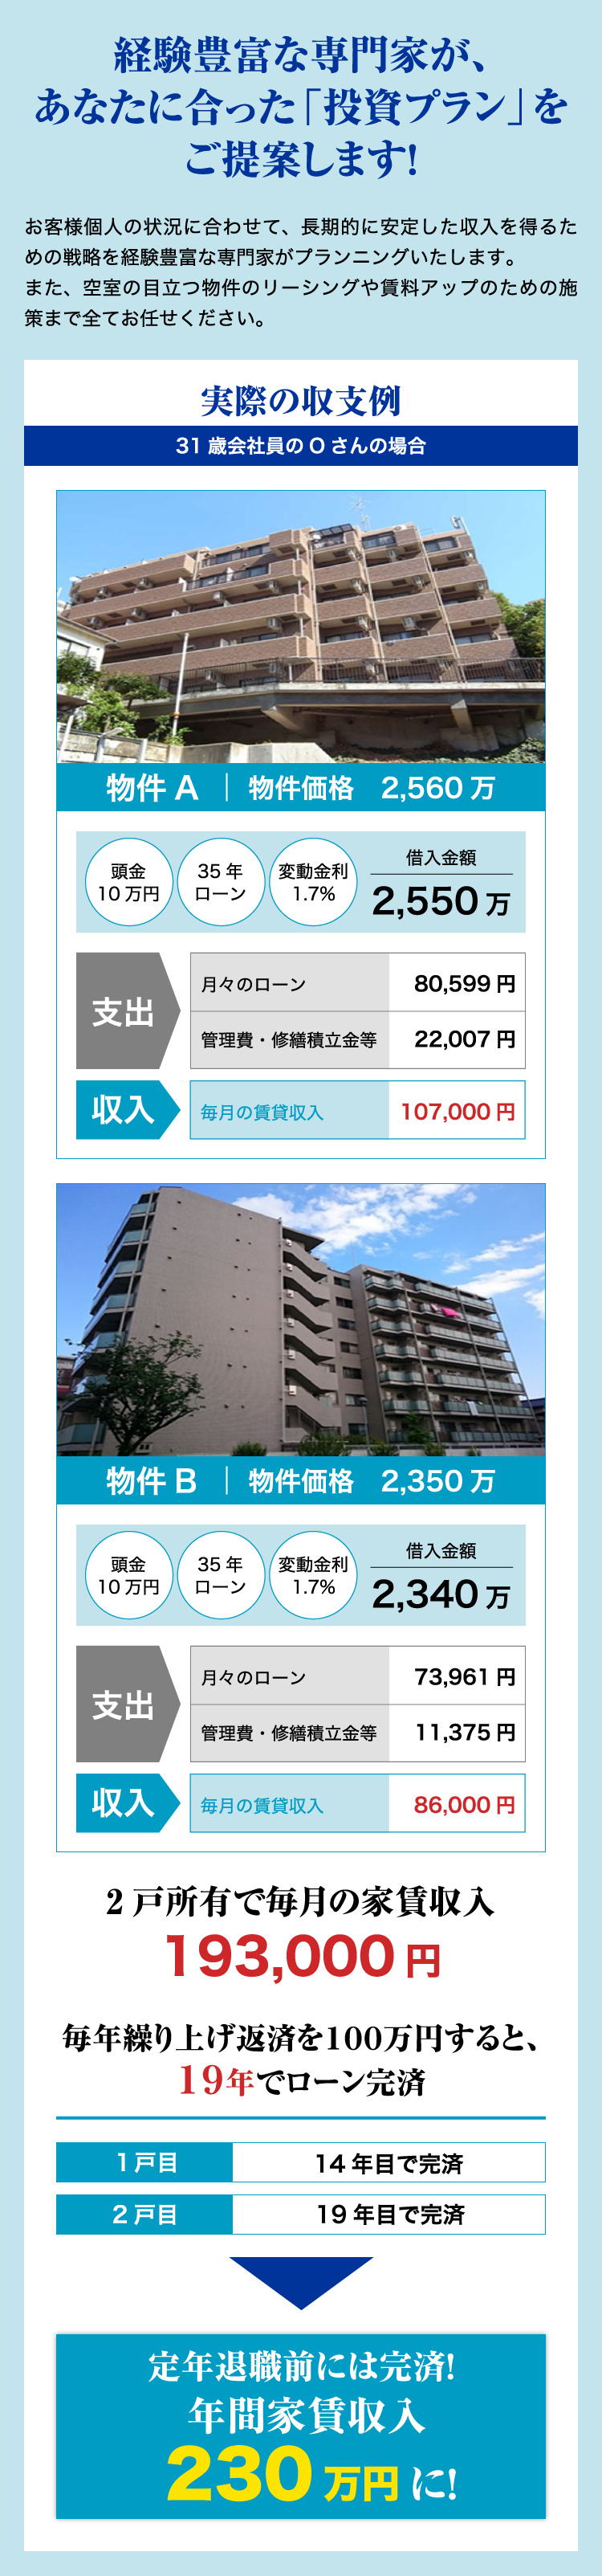 経験豊富な専門家が、
あなたに合った「投資プラン」を
ご提案します!
お客様個人の状況に合わせて、長期的に安定した収入を得るた
めの戦略を経験豊富な専門家がプランニングいたします。
また、空室の目立つ物件のリーシングや賃料アップのための施
策まで全てお任せください。
実際の収支例
31 歳会社員の O さんの場合
物件 A ｜ 物件価格 2,560 万
頭金
10 万円
35 年
ローン
変動金利
1.7%
借入金額
2,550 万
支出
月々のローン 80,599 円
管理費・修繕積立金等 22,007 円
収入 毎月の賃貸収入 107,000 円
物件 B ｜ 物件価格 2,350 万
頭金
10 万円
35 年
ローン
変動金利
1.7%
借入金額
2,340 万
支出
月々のローン 73,961 円
管理費・修繕積立金等 11,375 円
収入 毎月の賃貸収入 86,000 円
2 戸所有で毎月の家賃収入
193,000 円
毎年繰り上げ返済を100万円すると、
19年でローン完済
1 戸目 14 年目で完済
2 戸目 19 年目で完済
定年退職前には完済!
年間家賃収入
230 万円 に!